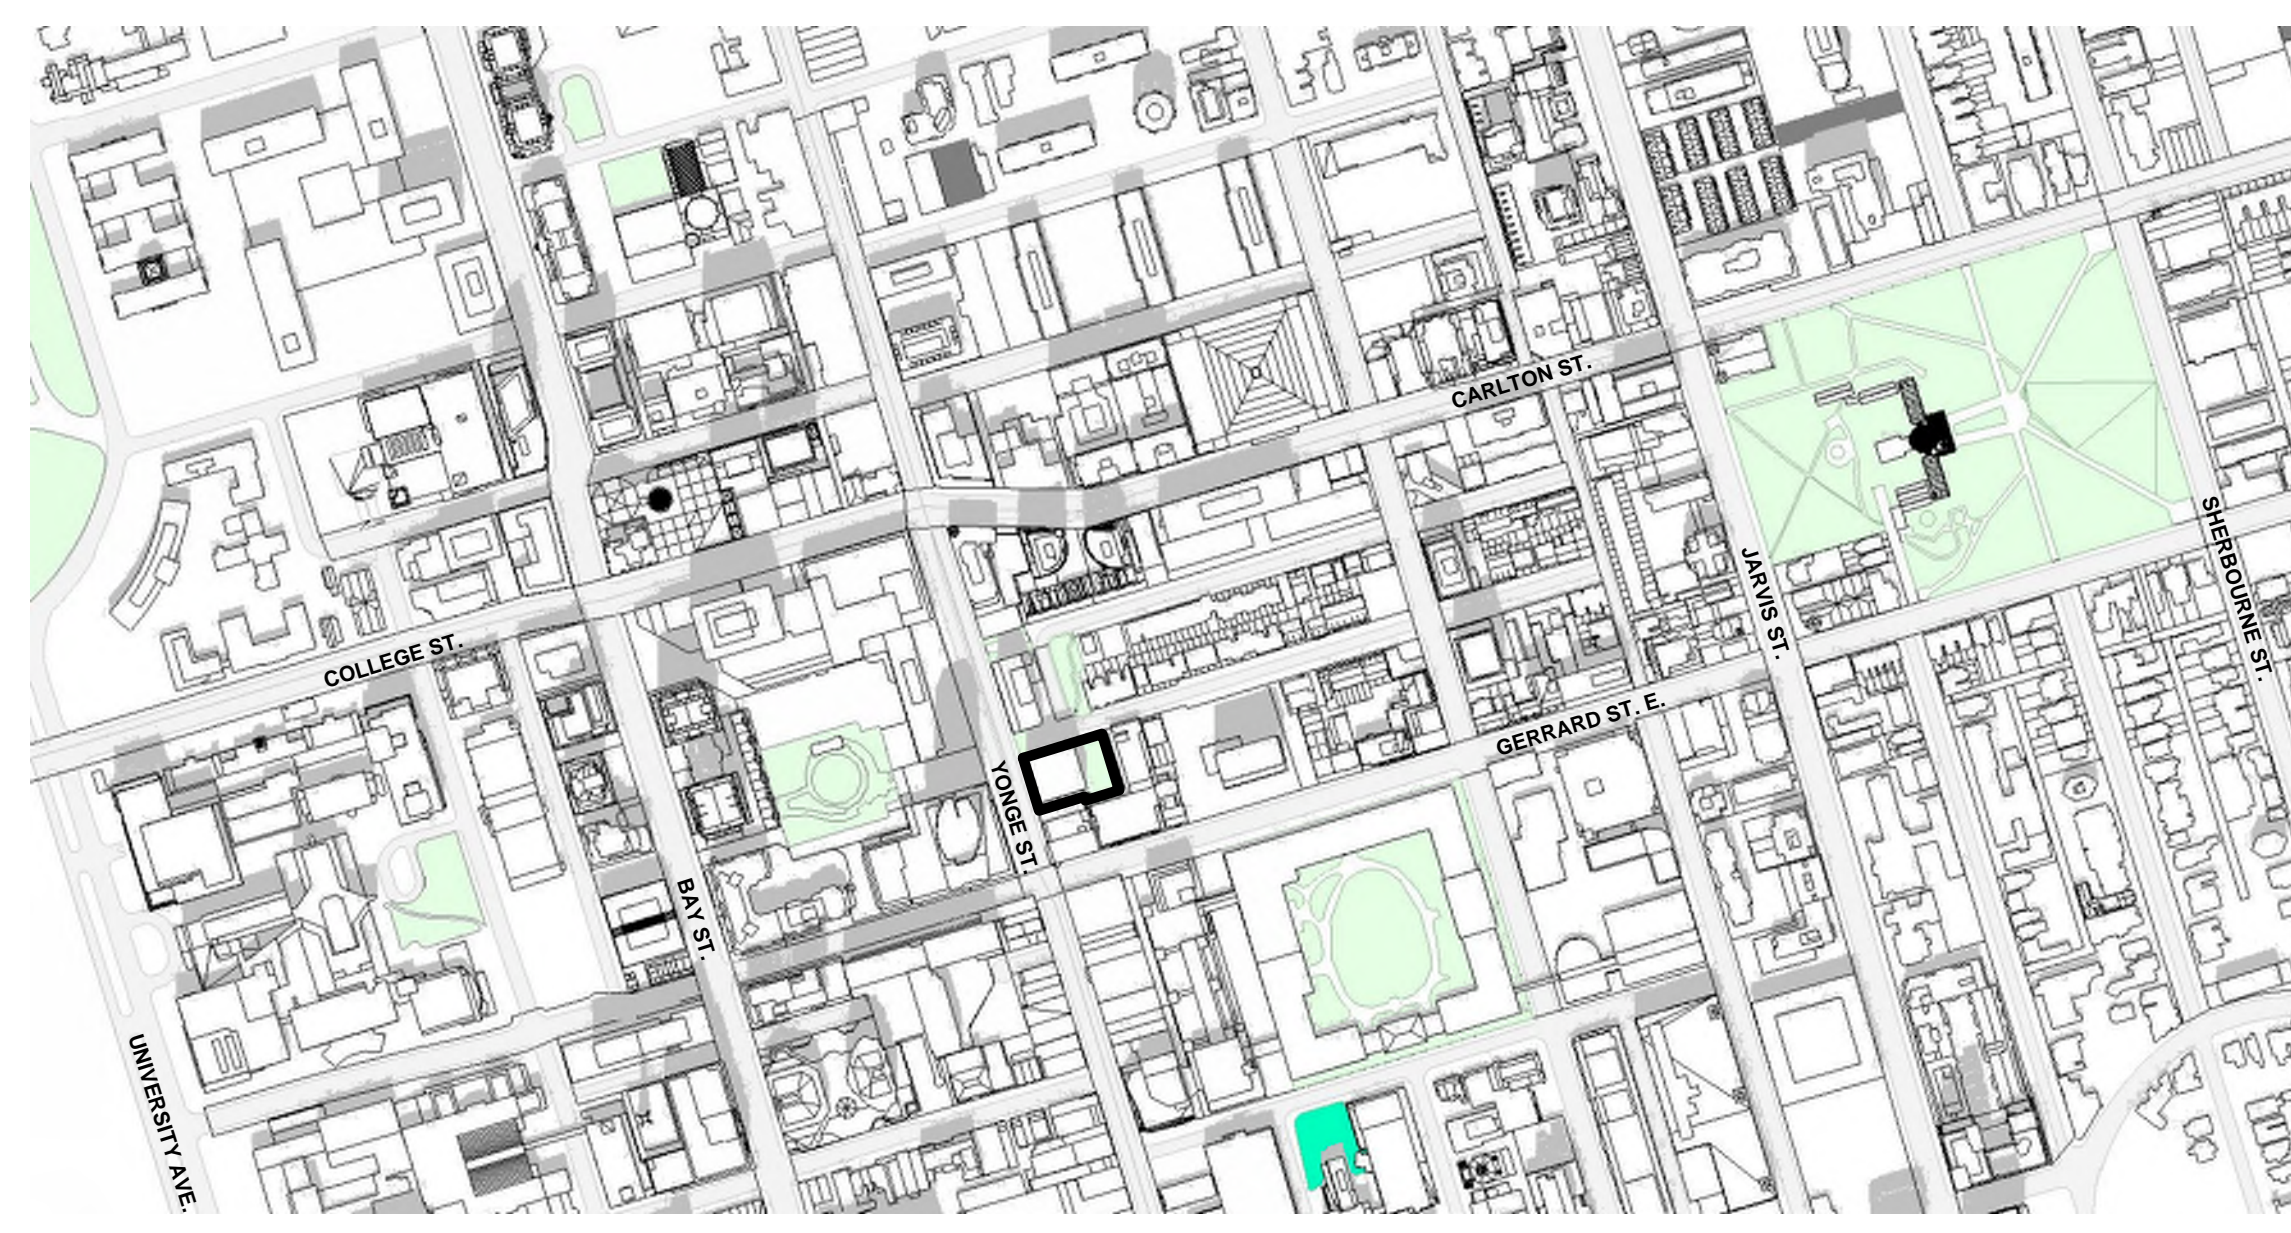 CARLTON ST.
SHERBOURNE ST.
JARVIS ST.
COLLEGE ST.
GERRARD ST. E.
YONGE ST.
BAY ST.
UNIVERSITY AVE.